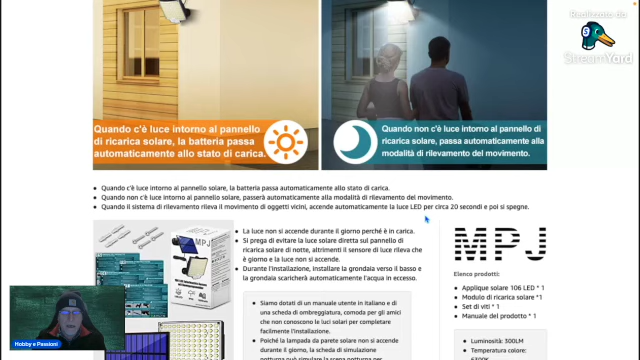 Realizzato da
StreamYard
Quando c'è luce intorno al pannello
di ricarica solare, la batteria passa
automaticamente allo stato di carica.
Quando non c'è luce intorno al pannello di
ricarica solare, passa automaticamente alla
modalità di rilevamento del movimento.
Quando c'è luce intorno al pannello solare, la batteria passa automaticamente allo stato di carica.
Quando non c'è luce intorno al pannello solare, passerà automaticamente alla modalità di rilevamento del movimento.
Quando il sistema di rilevamento rileva il movimento di oggetti vicini, accende automaticamente la luce LED per circa 20 secondi e poi si spegne.
MPJ
La luce non si accende durante il giorno perché è in carica.
Si prega di evitare la luce solare diretta sul pannello di
ricarica solare di notte, altrimenti il sensore di luce rileva che
è giorno e la luce non si accende.
Durante l'installazione, installare la grondaia verso il basso e
la grondaia scaricherà automaticamente l'acqua in eccesso.
Siamo dotati di un manuale utente in italiano e di
una scheda di ombreggiatura, comoda per gli amici
che non conoscono le luci solari per completare
facilmente l'installazione.
Poiché la lampada da parete solare non si accende
durante il giorno, la scheda di simulazione
MPJ
Elenco prodotti:
Applique solare 106 LED * 1
Modulo di ricarica solare *1
Set di viti * 1
Manuale del prodotto * 1
Luminosità: 300LM
Temperatura colore:
Hobby e Passioni